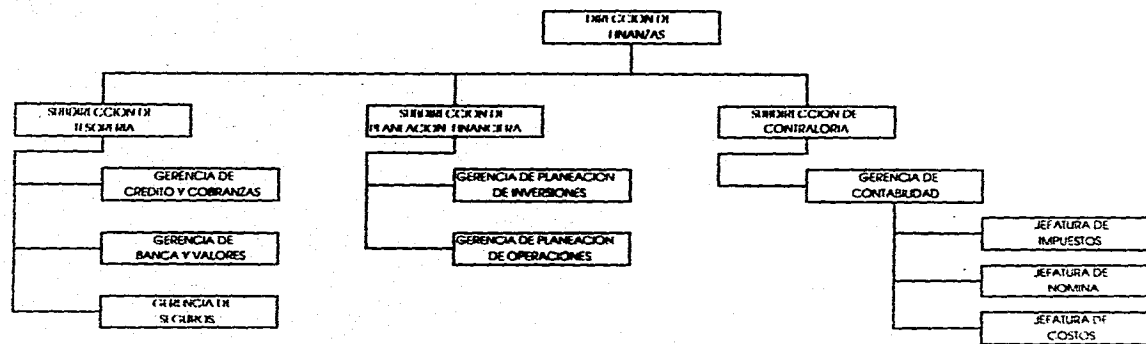 DIRECCION DE
FINANZAS
SUBDIRECCION DE
TESORERIA
SUBDIRECCION DE
PLANEACION FINANCIERA
SUBDIRECCION DE
CONTRALORIA
GERENCIA DE
CREDITO Y COBRANZAS
GERENCIA DE PLANEACION
DE INVERSIONES
GERENCIA DE
CONTABILIDAD
GERENCIA DE
BANCA Y VALORES
GERENCIA DE PLANEACION
DE OPERACIONES
JEFATURA DE
IMPUESTOS
JEFATURA DE
NOMINA
GERENCIA DE
SEGUROS
JEFATURA DE
COSTOS